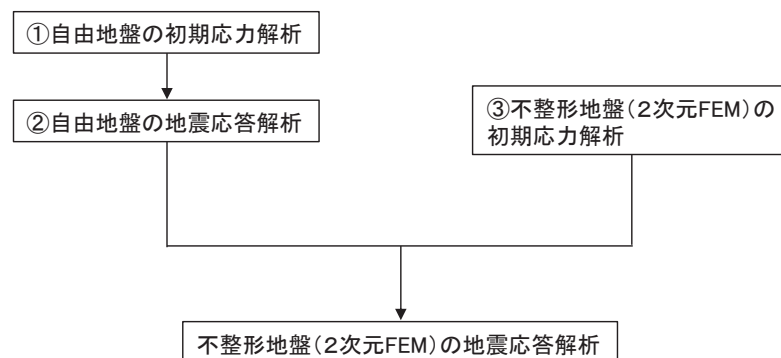 ①自由地盤の初期応力解析
②自由地盤の地震応答解析
③不整形地盤(2次元FEM)の
初期応力解析
不整形地盤(2次元FEM)の地震応答解析